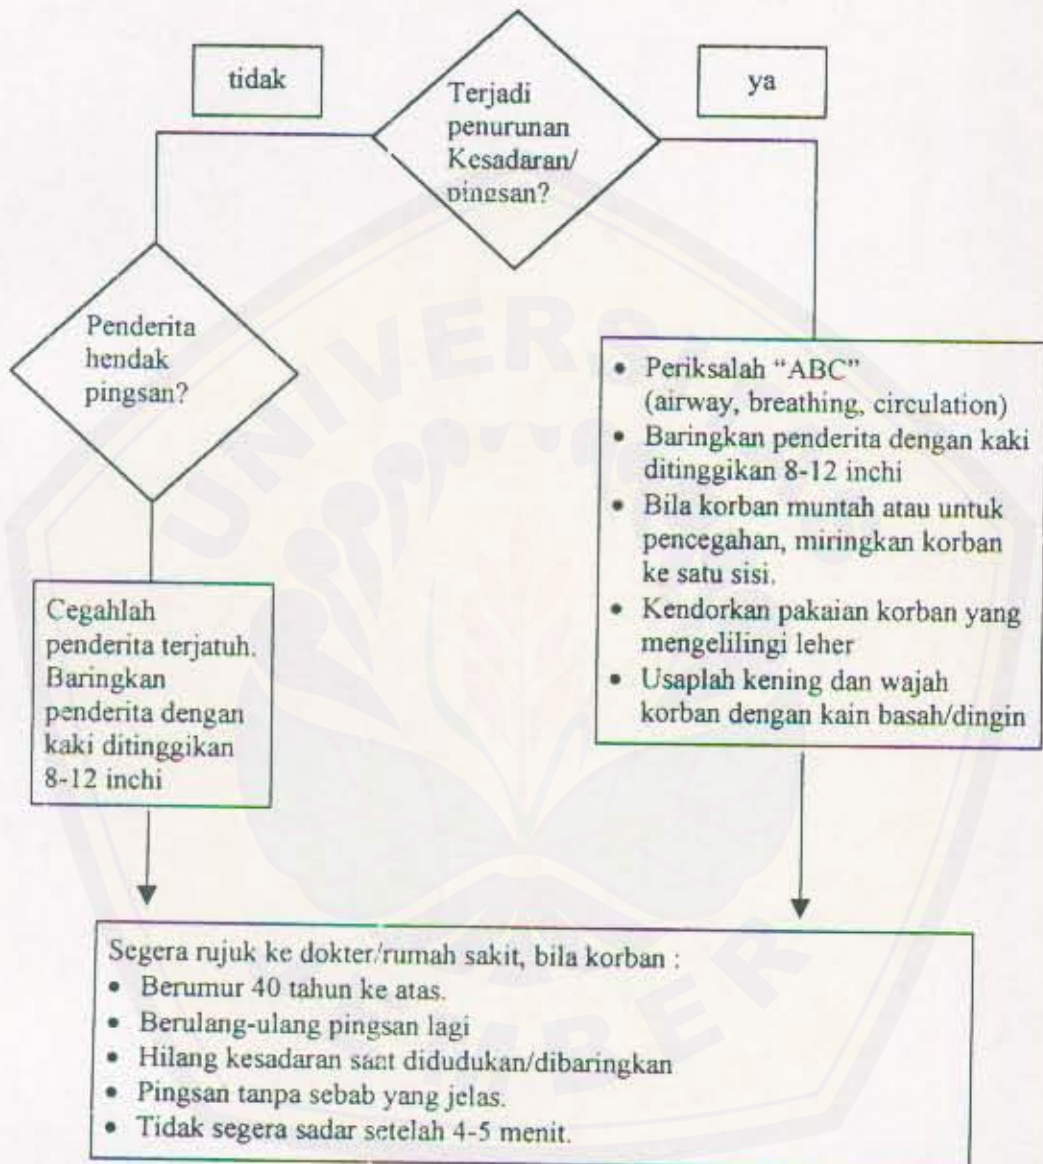 tidak
Terjadi
penurunan
Kesadaran/
pingsan?
ya
Penderita
hendak
pingsan?
• Periksalah “ABC”
(airway, breathing, circulation)
• Baringkan penderita dengan kaki
ditinggikan 8-12 inchi
• Bila korban muntah atau untuk
pencegahan, miringkan korban
ke satu sisi.
• Kendorkan pakaian korban yang
mengelilingi leher
• Usaplah kening dan wajah
korban dengan kain basah/dingin
Cegahlah
penderita terjatuh.
Baringkan
penderita dengan
kaki ditinggikan
8-12 inchi
Segera rujuk ke dokter/rumah sakit, bila korban :
• Berumur 40 tahun ke atas.
• Berulang-ulang pingsan lagi
• Hilang kesadaran saat didudukan/dibaringkan
• Pingsan tanpa sebab yang jelas.
• Tidak segera sadar setelah 4-5 menit.